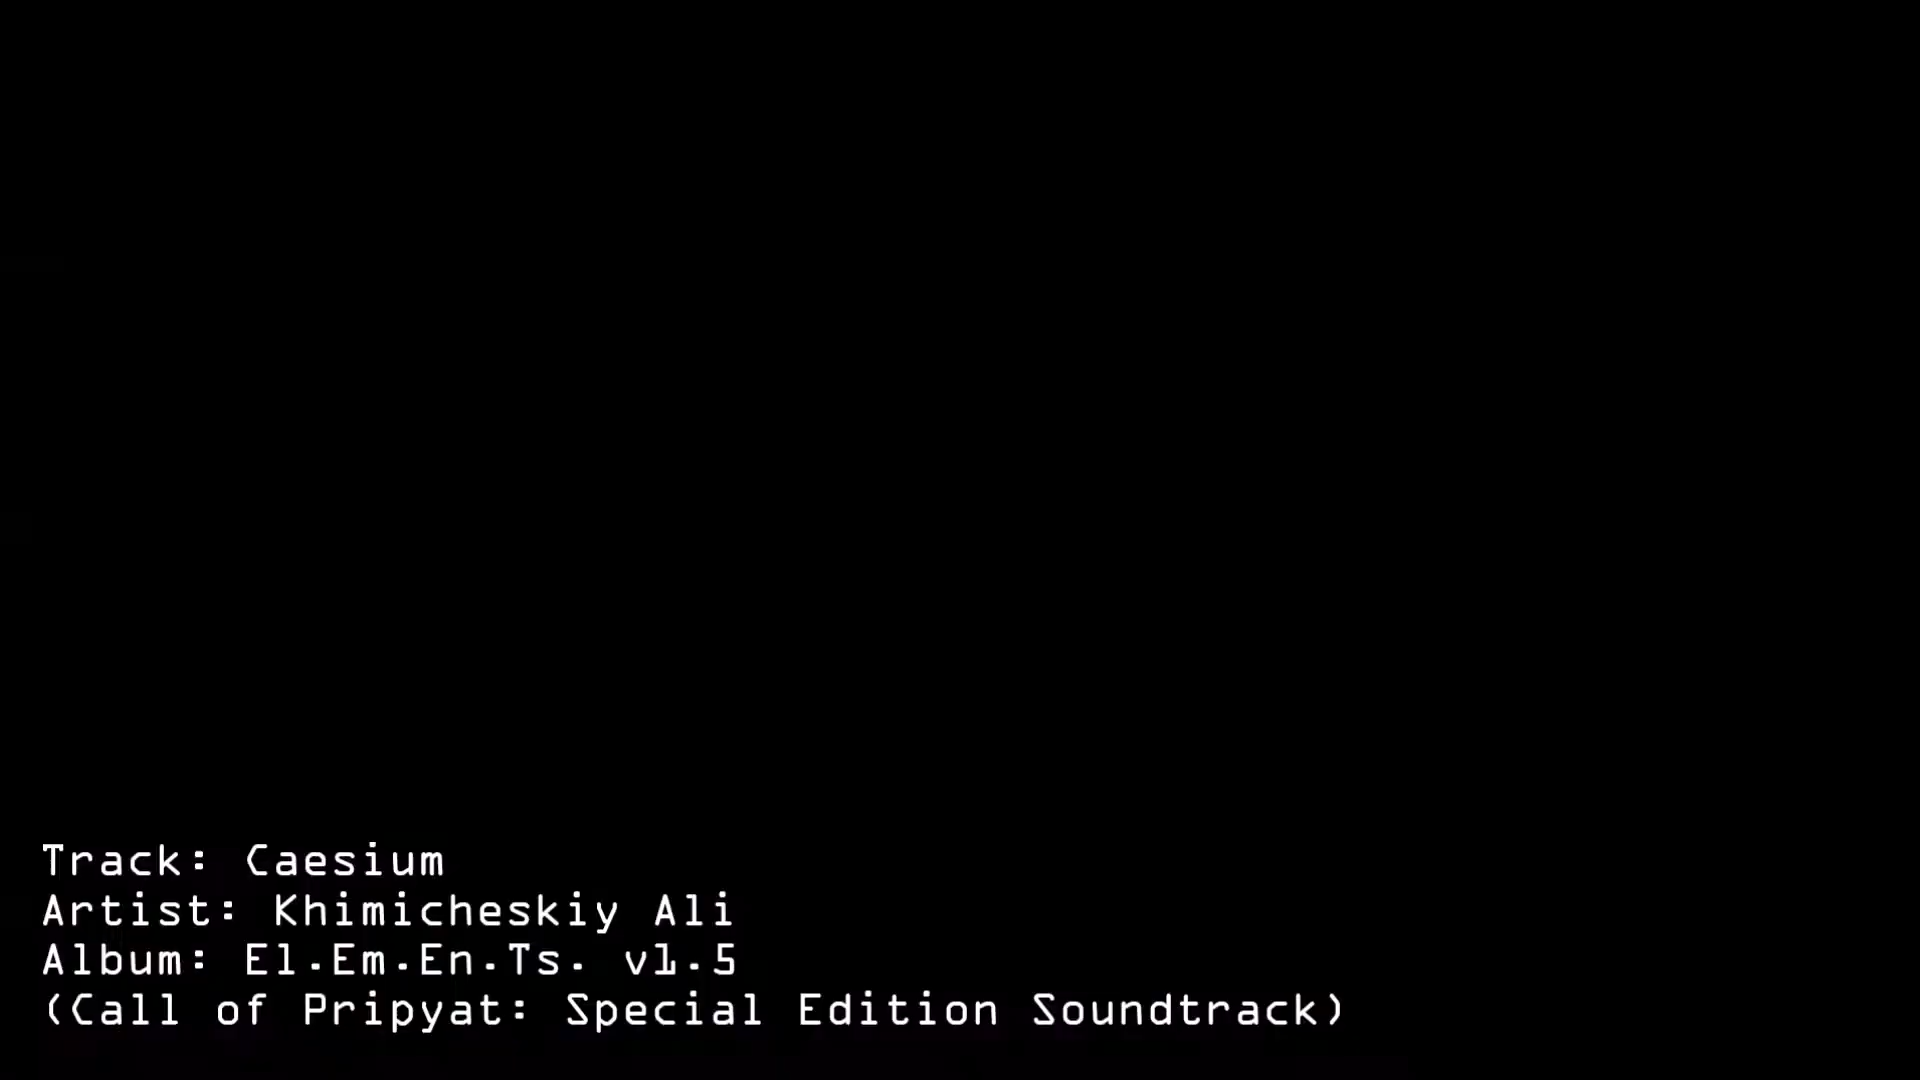 Track: Caesium
Artist: Khimicheskiy Ali
Album: El.Em.En.Ts. v1.5
(Call of Pripyat: Special Edition Soundtrack)